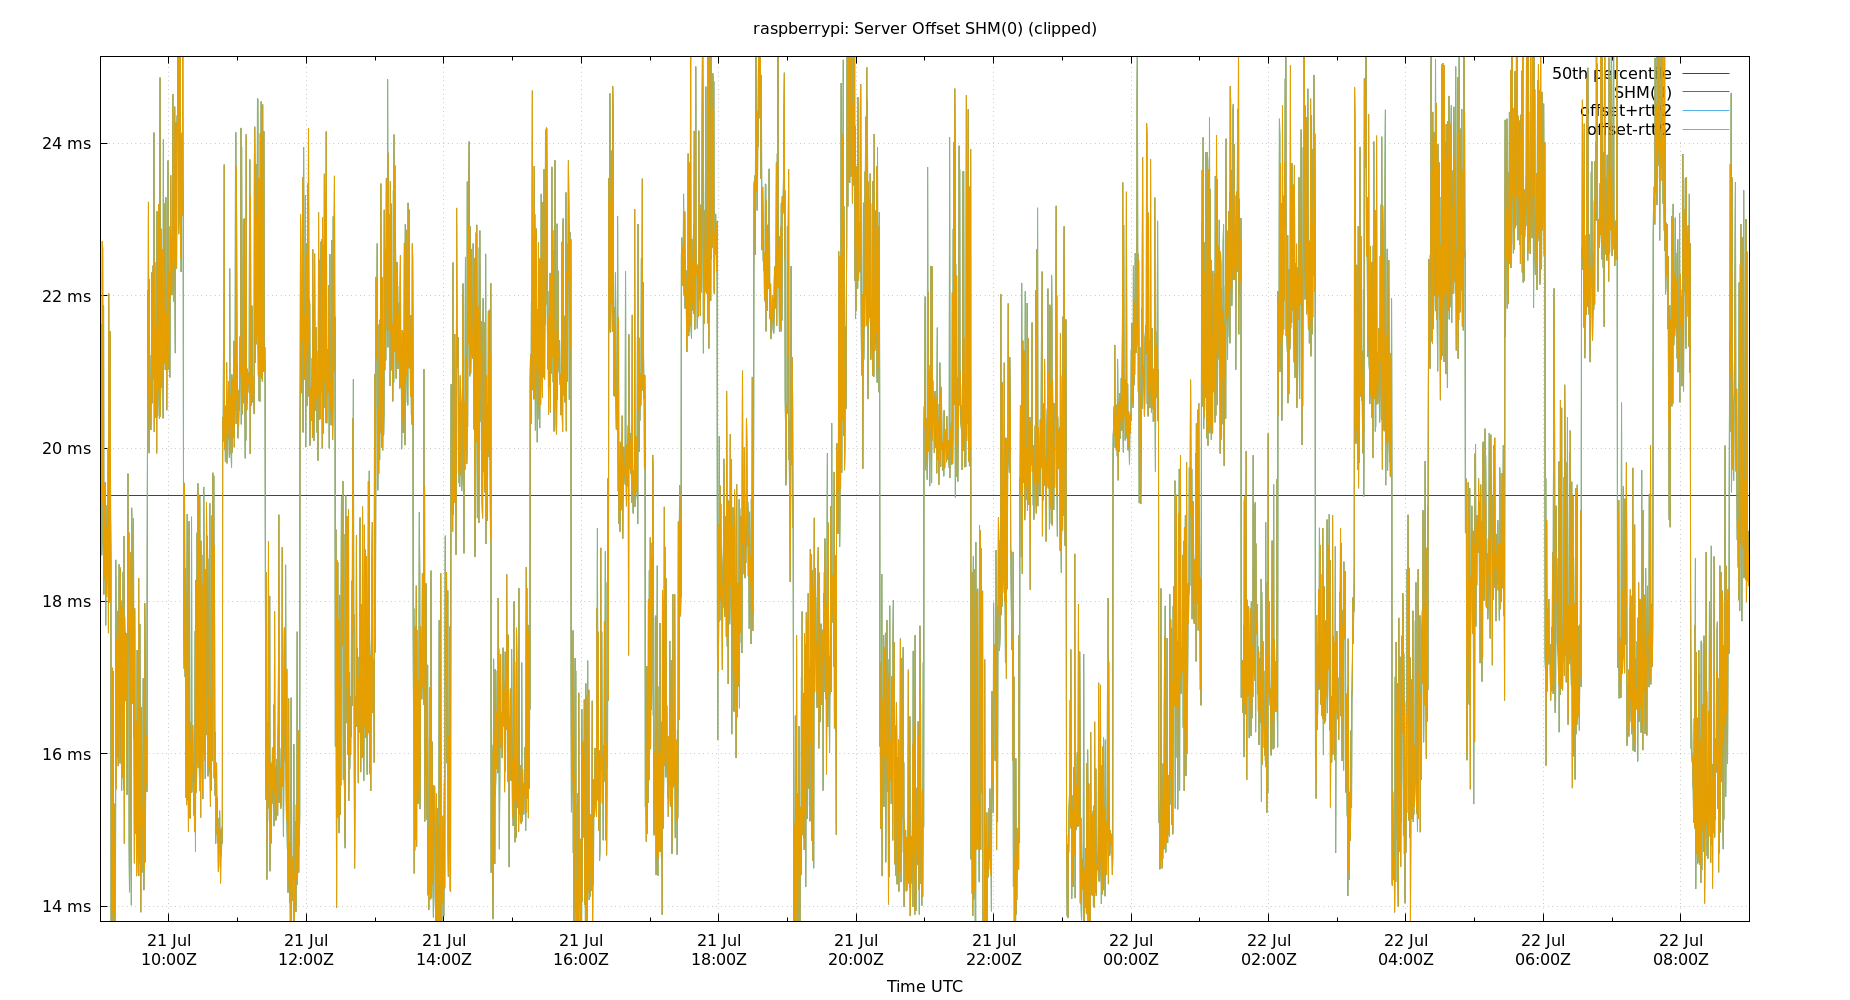 raspberrypi: Server Offset SHM(0) (clipped)
50th percentile
SHM(0)
offset+rtt/2
offset-rtt/2
24 ms
22 ms
20 ms
18 ms
16 ms
14 ms
21 Jul 21 Jul 21 Jul 21 Jul 21 Jul 21 Jul 21 Jul 22 Jul 22 Jul 22 Jul 22 Jul 22 Jul
10:00Z 12:00Z 14:00Z 16:00Z 18:00Z 20:00Z 22:00Z 00:00Z 02:00Z 04:00Z 06:00Z 08:00Z
Time UTC